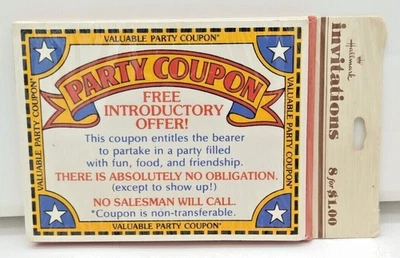 VALUABLE PARTY COUPON*
VALUABLE PARTY COUPON*
PARTY COUPON
FREE
INTRODUCTORY
OFFER!
This coupon entitles the bearer
to partake in a party filled
with fun, food, and friendship.
THERE IS ABSOLUTELY NO OBLIGATION.
(except to show up!)
NO SALESMAN WILL CALL.
*Coupon is non-transferable.
VALUABLE PARTY COUPON*
VALUABLE PARTY COUPON*
Hallmark
invitations
8 for $1.00